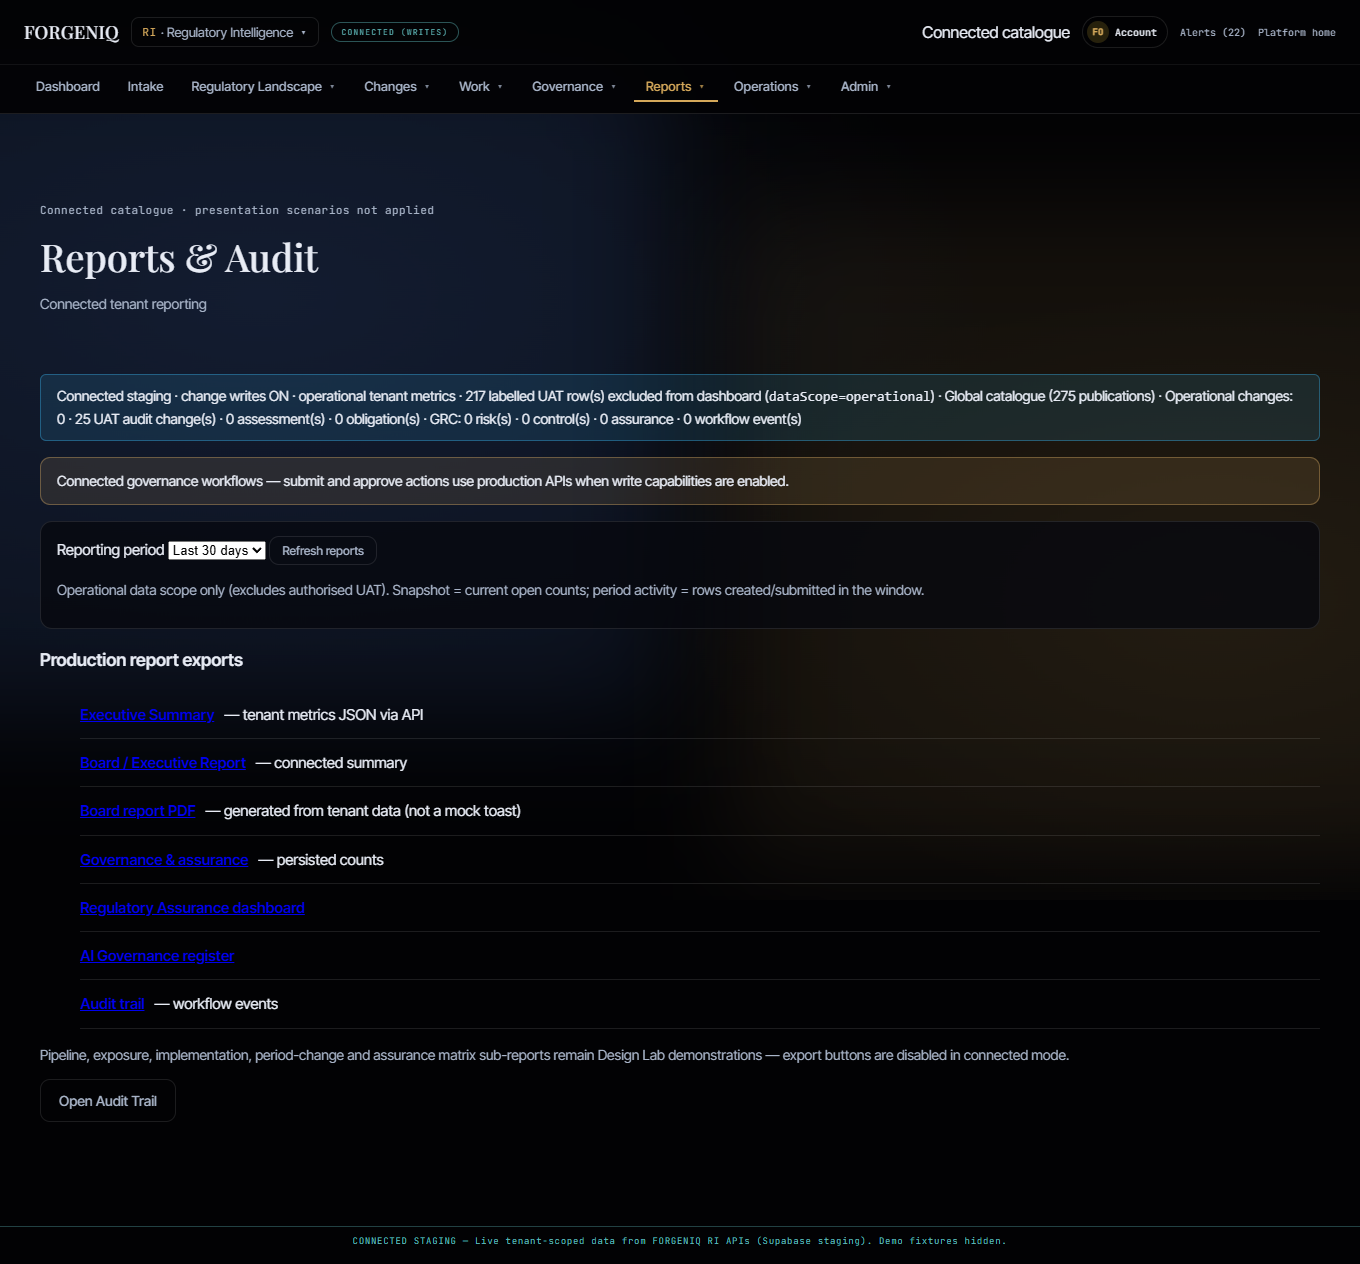 FORGENIQ
RI · Regulatory Intelligence ▾
CONNECTED (WRITES)
Connected catalogue
FO Account
Alerts (22)
Platform home
Dashboard
Intake
Regulatory Landscape ▾
Changes ▾
Work ▾
Governance ▾
Reports ▾
Operations ▾
Admin ▾
Connected catalogue · presentation scenarios not applied
Reports & Audit
Connected tenant reporting
Connected staging · change writes ON · operational tenant metrics · 217 labelled UAT row(s) excluded from dashboard (dataScope=operational) · Global catalogue (275 publications) · Operational changes:
0 · 25 UAT audit change(s) · 0 assessment(s) · 0 obligation(s) · GRC: 0 risk(s) · 0 control(s) · 0 assurance · 0 workflow event(s)
Connected governance workflows — submit and approve actions use production APIs when write capabilities are enabled.
Reporting period Last 30 days Refresh reports
Operational data scope only (excludes authorised UAT). Snapshot = current open counts; period activity = rows created/submitted in the window.
Production report exports
Executive Summary — tenant metrics JSON via API
Board / Executive Report — connected summary
Board report PDF — generated from tenant data (not a mock toast)
Governance & assurance — persisted counts
Regulatory Assurance dashboard
AI Governance register
Audit trail — workflow events
Pipeline, exposure, implementation, period-change and assurance matrix sub-reports remain Design Lab demonstrations — export buttons are disabled in connected mode.
Open Audit Trail
CONNECTED STAGING — Live tenant-scoped data from FORGENIQ RI APIs (Supabase staging). Demo fixtures hidden.